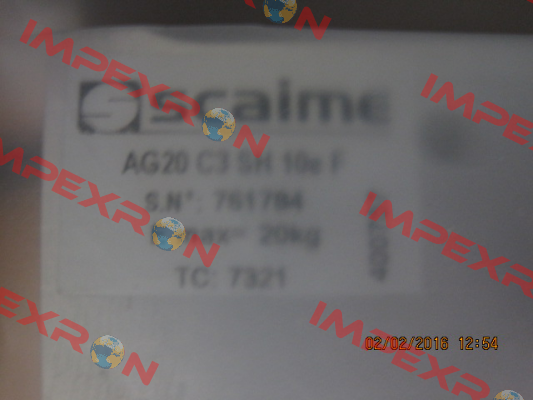 scaime
AG20 C3 SH 10e F
S.N°: 761784
max= 20kg
TC: 7321
02/02/2016 12:54
IMPEXRON
IMPEXRON
IMPEXRON
IMPEXRON
IMPEXRON
IMPEXRON